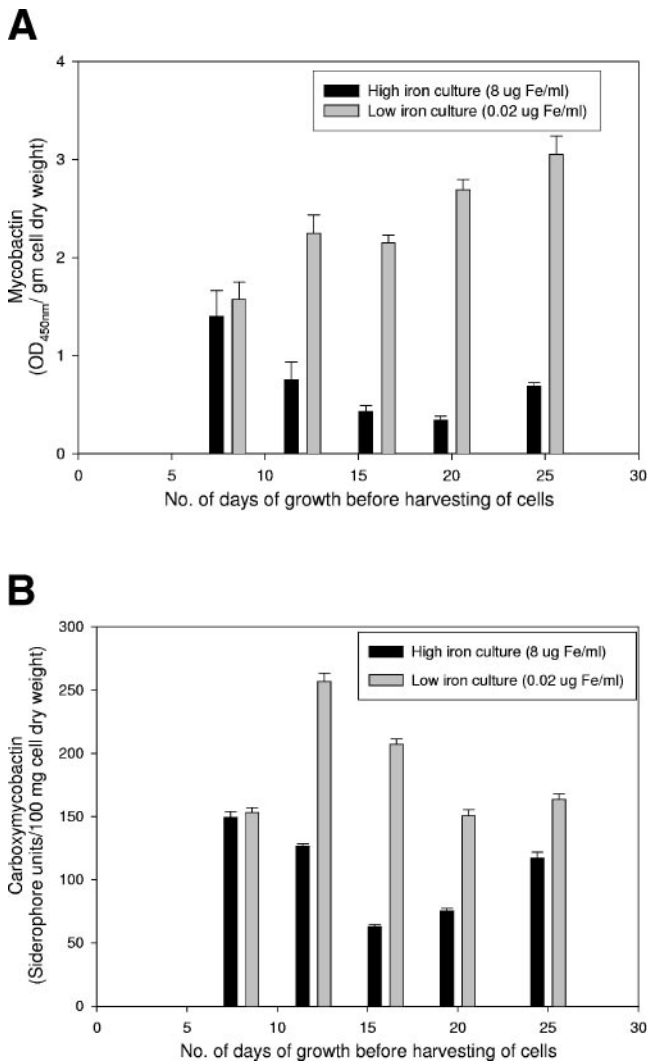 A
4
High iron culture (8 ug Fe/ml)
Low iron culture (0.02 ug Fe/ml)
3
2
1
0
Mycobactin
(OD450nm/ gm cell dry weight)
0 5 10 15 20 25 30
No. of days of growth before harvesting of cells
B
300
High iron culture (8 ug Fe/ml)
Low iron culture (0.02 ug Fe/ml)
250
200
150
100
50
0
Carboxymycobactin
(Siderophore units/100 mg cell dry weight)
0 5 10 15 20 25 30
No. of days of growth before harvesting of cells